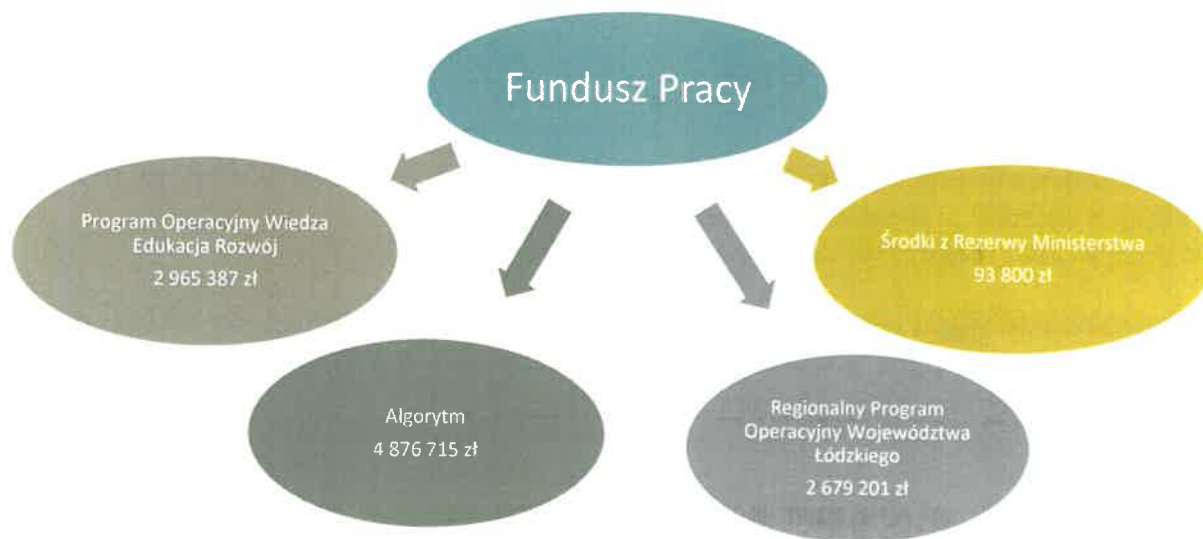 Fundusz Pracy
Program Operacyjny Wiedza
Edukacja Rozwój
2 965 387 zł
Środki z Rezerwy Ministerstwa
93 800 zł
Algorytm
4 876 715 zł
Regionalny Program
Operacyjny Województwa
Łódzkiego
2 679 201 zł